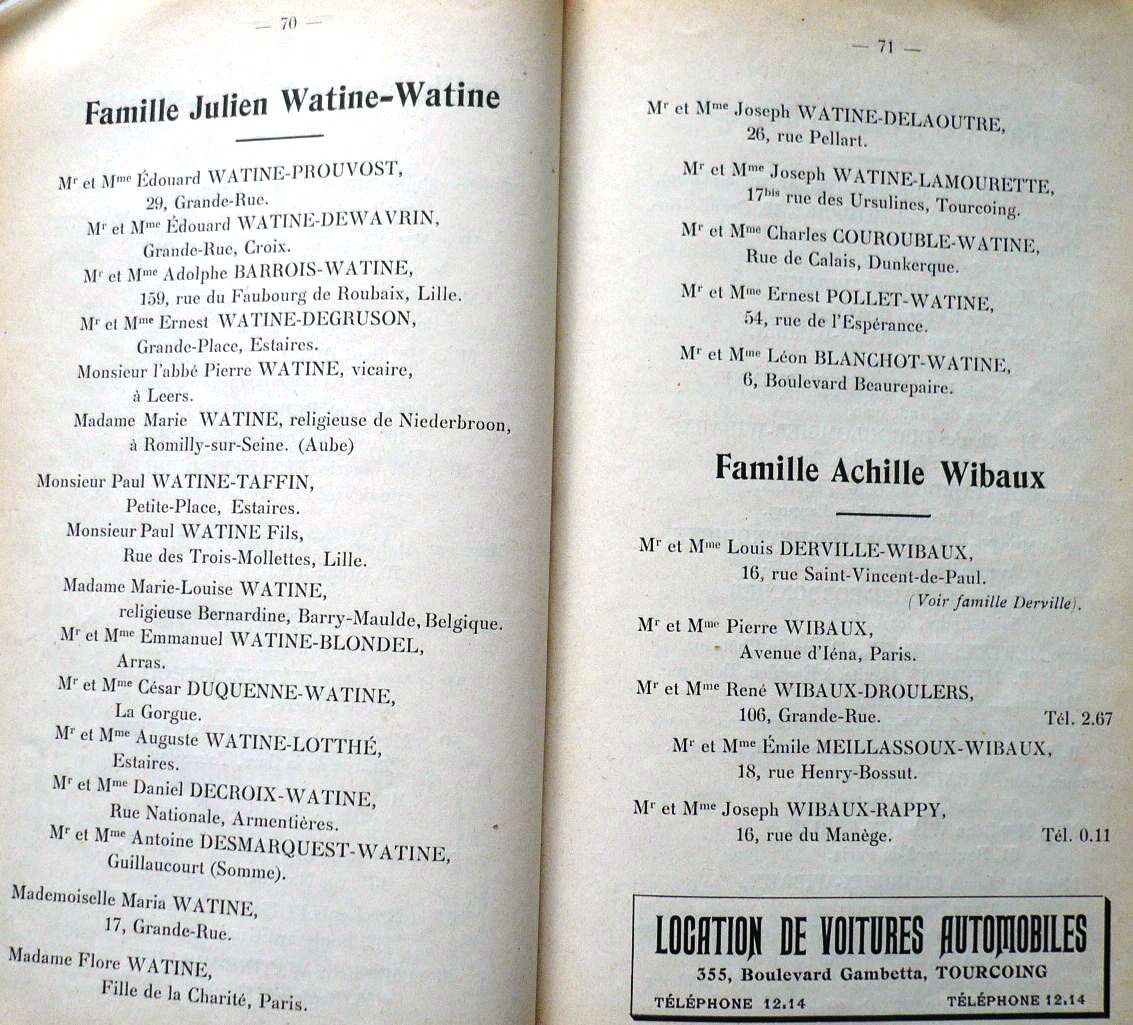 — 70 —
Famille Julien Watine-Watine
Mr et Mme Édouard WATINE-PROUVOST,
29, Grande-Rue.
Mr et Mme Édouard WATINE-DEWAVRIN,
Grande-Rue, Croix.
Mr et Mme Adolphe BARROIS-WATINE,
159, rue du Faubourg de Roubaix, Lille.
Mr et Mme Ernest WATINE-DEGRUSON,
Grande-Place, Estaires.
Monsieur l'abbé Pierre WATINE, vicaire,
à Leers.
Madame Marie WATINE, religieuse de Niederbroon,
à Romilly-sur-Seine. (Aube)
Monsieur Paul WATINE-TAFFIN,
Petite-Place, Estaires.
Monsieur Paul WATINE Fils,
Rue des Trois-Mollettes, Lille.
Madame Marie-Louise WATINE,
religieuse Bernardine, Barry-Maulde, Belgique.
Mr et Mme Emmanuel WATINE-BLONDEL,
Arras.
Mr et Mme César DUQUENNE-WATINE,
La Gorgue.
Mr et Mme Auguste WATINE-LOTTHÉ,
Estaires.
Mr et Mme Daniel DECROIX-WATINE,
Rue Nationale, Armentières.
Mr et Mme Antoine DESMARQUEST-WATINE,
Guillaucourt (Somme).
Mademoiselle Maria WATINE,
17, Grande-Rue.
Madame Flore WATINE,
Fille de la Charité, Paris.
— 71 —
Mr et Mme Joseph WATINE-DELAOUTRE,
26, rue Pellart.
Mr et Mme Joseph WATINE-LAMOURETTE,
17bis rue des Ursulines, Tourcoing.
Mr et Mme Charles COUROUBLE-WATINE,
Rue de Calais, Dunkerque.
Mr et Mme Ernest POLLET-WATINE,
54, rue de l'Espérance.
Mr et Mme Léon BLANCHOT-WATINE,
6, Boulevard Beaurepaire.
Famille Achille Wibaux
Mr et Mme Louis DERVILLE-WIBAUX,
16, rue Saint-Vincent-de-Paul.
(Voir famille Derville).
Mr et Mme Pierre WIBAUX,
Avenue d'Iéna, Paris.
Mr et Mme René WIBAUX-DROULERS,
106, Grande-Rue. Tél. 2.67
Mr et Mme Émile MEILLASSOUX-WIBAUX,
18, rue Henry-Bossut.
Mr et Mme Joseph WIBAUX-RAPPY,
16, rue du Manège. Tél. 0.11
LOCATION DE VOITURES AUTOMOBILES
355, Boulevard Gambetta, TOURCOING
TÉLÉPHONE 12.14 TÉLÉPHONE 12.14